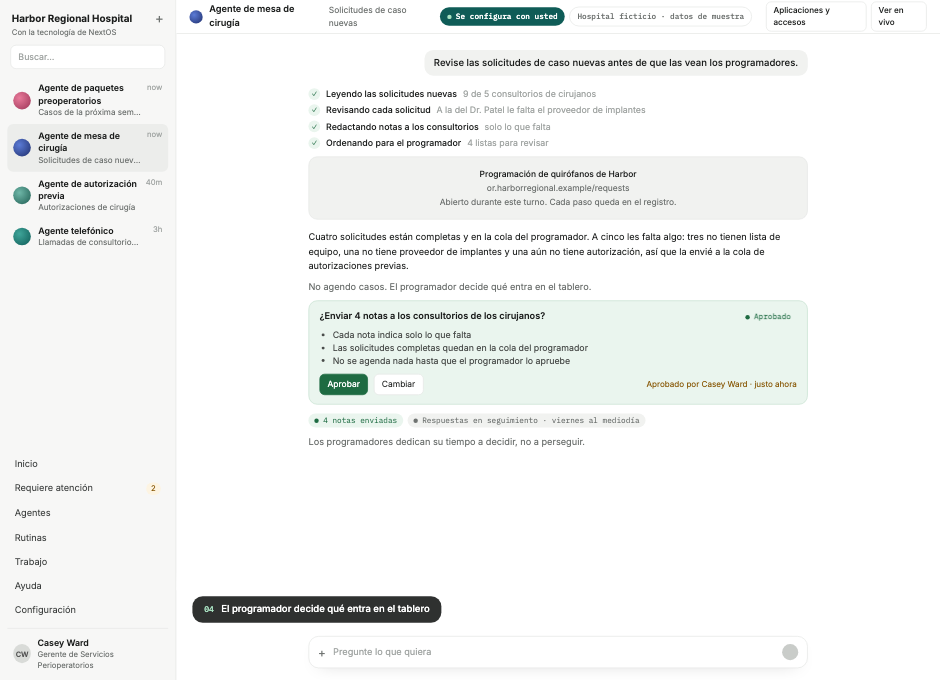 Harbor Regional Hospital
+
Con la tecnología de NextOS
Buscar...
Agente de paquetes preoperatorios
now
Casos de la próxima sem...
Agente de mesa de cirugía
now
Solicitudes de caso nuev...
Agente de autorización previa
40m
Autorizaciones de cirugía
Agente telefónico
3h
Llamadas de consultorio...
Inicio
Requiere atención
2
Agentes
Rutinas
Trabajo
Ayuda
Configuración
CW
Casey Ward
Gerente de Servicios Perioperatorios
Agente de mesa de cirugía
Solicitudes de caso nuevas
Se configura con usted
Hospital ficticio · datos de muestra
Aplicaciones y accesos
Ver en vivo
Revise las solicitudes de caso nuevas antes de que las vean los programadores.
Leyendo las solicitudes nuevas 9 de 5 consultorios de cirujanos
Revisando cada solicitud A la del Dr. Patel le falta el proveedor de implantes
Redactando notas a los consultorios solo lo que falta
Ordenando para el programador 4 listas para revisar
Programación de quirófanos de Harbor
or.harborregional.example/requests
Abierto durante este turno. Cada paso queda en el registro.
Cuatro solicitudes están completas y en la cola del programador. A cinco les falta algo: tres no tienen lista de
equipo, una no tiene proveedor de implantes y una aún no tiene autorización, así que la envié a la cola de
autorizaciones previas.
No agendo casos. El programador decide qué entra en el tablero.
¿Enviar 4 notas a los consultorios de los cirujanos?
Aprobado
• Cada nota indica solo lo que falta
• Las solicitudes completas quedan en la cola del programador
• No se agenda nada hasta que el programador lo apruebe
Aprobar
Cambiar
Aprobado por Casey Ward · justo ahora
4 notas enviadas
Respuestas en seguimiento · viernes al mediodía
Los programadores dedican su tiempo a decidir, no a perseguir.
04 El programador decide qué entra en el tablero
+ Pregunte lo que quiera